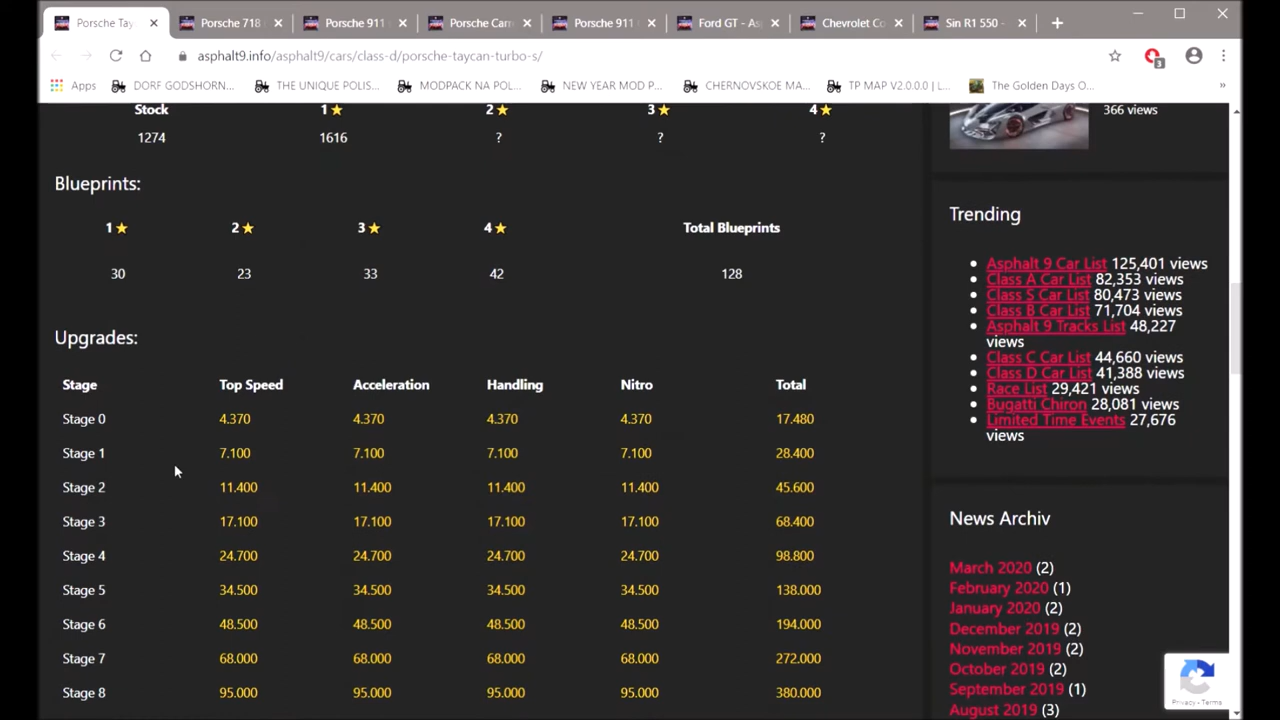 Porsche Tay
Porsche 718
Porsche 911
Porsche Carr
Porsche 911
Ford GT - As
Chevrolet Co
Sin R1 550 -
asphalt9.info/asphalt9/cars/class-d/porsche-taycan-turbo-s/
3
Apps
DORF GODSHORN...
THE UNIQUE POLIS...
MODPACK NA POL...
NEW YEAR MOD P...
CHERNOVSKOE MA...
TP MAP V2.0.0.0 | L...
The Golden Days O...
»
Stock 1 ★ 2 ★ 3 ★ 4 ★
1274 1616 ? ? ?
Blueprints:
1 ★ 2 ★ 3 ★ 4 ★ Total Blueprints
30 23 33 42 128
Upgrades:
Stage Top Speed Acceleration Handling Nitro Total
Stage 0 4.370 4.370 4.370 4.370 17.480
Stage 1 7.100 7.100 7.100 7.100 28.400
Stage 2 11.400 11.400 11.400 11.400 45.600
Stage 3 17.100 17.100 17.100 17.100 68.400
Stage 4 24.700 24.700 24.700 24.700 98.800
Stage 5 34.500 34.500 34.500 34.500 138.000
Stage 6 48.500 48.500 48.500 48.500 194.000
Stage 7 68.000 68.000 68.000 68.000 272.000
Stage 8 95.000 95.000 95.000 95.000 380.000
366 views
Trending
Asphalt 9 Car List 125,401 views
Class A Car List 82,353 views
Class S Car List 80,473 views
Class B Car List 71,704 views
Asphalt 9 Tracks List 48,227
views
Class C Car List 44,660 views
Class D Car List 41,388 views
Race List 29,421 views
Bugatti Chiron 28,081 views
Limited Time Events 27,676
views
News Archiv
March 2020 (2)
February 2020 (1)
January 2020 (2)
December 2019 (2)
November 2019 (2)
October 2019 (2)
September 2019 (1)
August 2019 (3)
Privacy - Terms